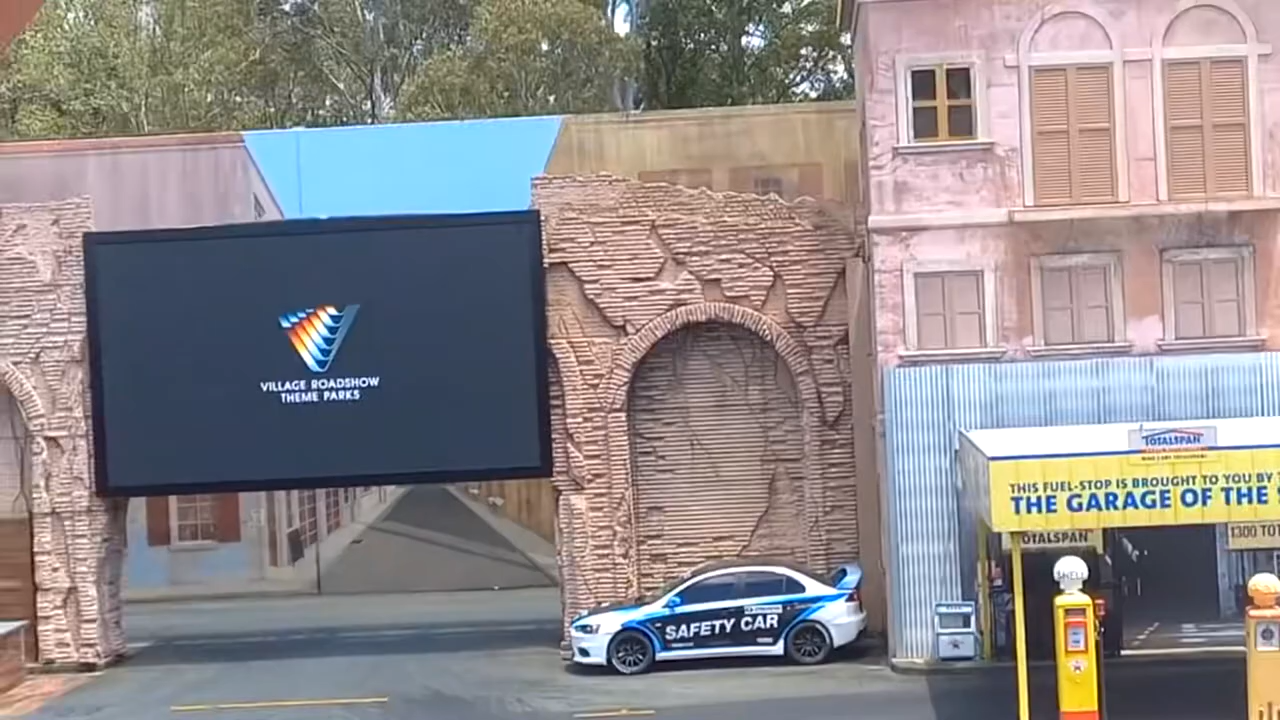 VILLAGE ROADSHOW
THEME PARKS
SAFETY CAR
TOTALSPAN
THIS FUEL-STOP IS BROUGHT TO YOU BY
THE GARAGE OF THE
TOTALSPAN
1300 TOT
SHELL